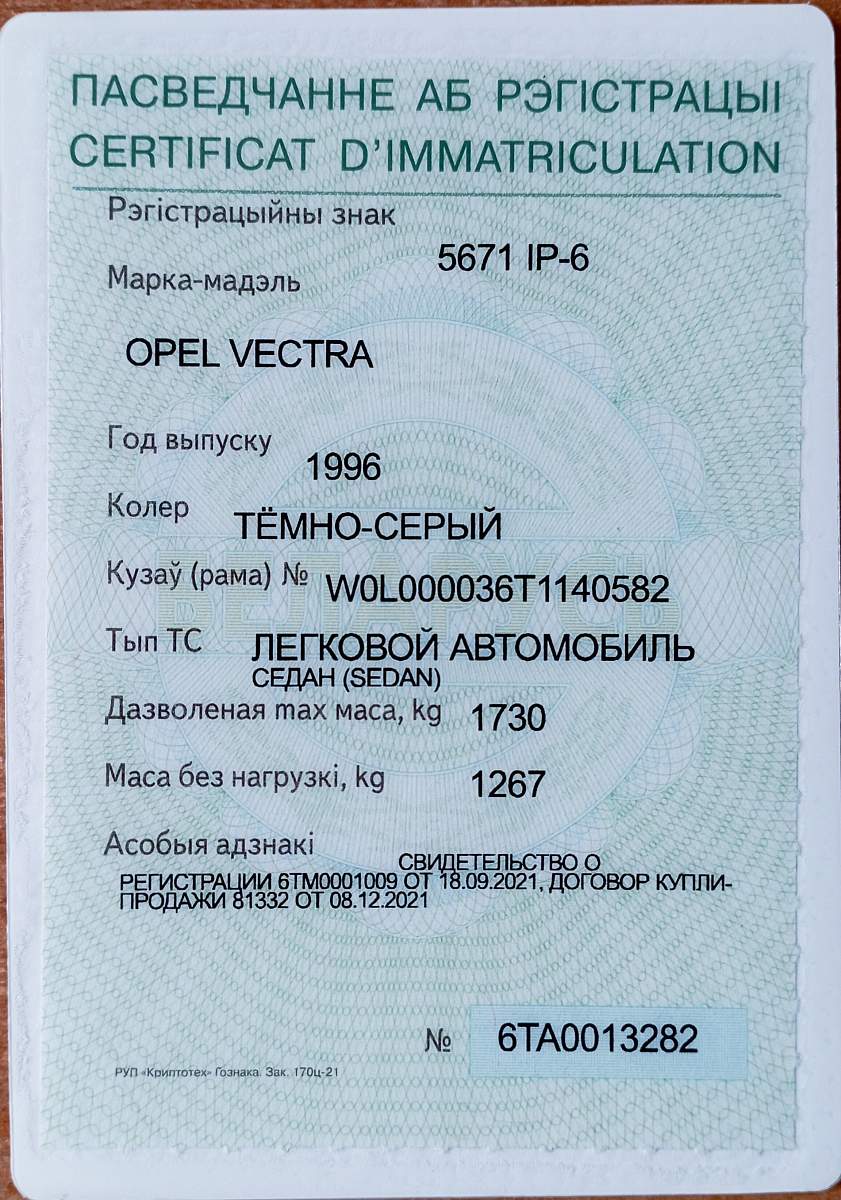 ПАСВЕДЧАННЕ АБ РЭГІСТРАЦЫІ
CERTIFICAT D'IMMATRICULATION
Рэгістрацыйны знак
5671 IP-6
Марка-мадэль
OPEL VECTRA
Год выпуску
1996
Колер
ТЁМНО-СЕРЫЙ
Кузаў (рама) № W0L000036T1140582
БЕЛАРУСЬ
Тып ТС ЛЕГКОВОЙ АВТОМОБИЛЬ
СЕДАН (SEDAN)
Дазволеная max маса, kg 1730
Маса без нагрузкі, kg 1267
Асобыя адзнакі
СВИДЕТЕЛЬСТВО О
РЕГИСТРАЦИИ 6ТМ0001009 ОТ 18.09.2021, ДОГОВОР КУПЛИ-
ПРОДАЖИ 81332 ОТ 08.12.2021
№ 6TA0013282
РУП «Криптотех» Гознака. Зак. 170ц-21